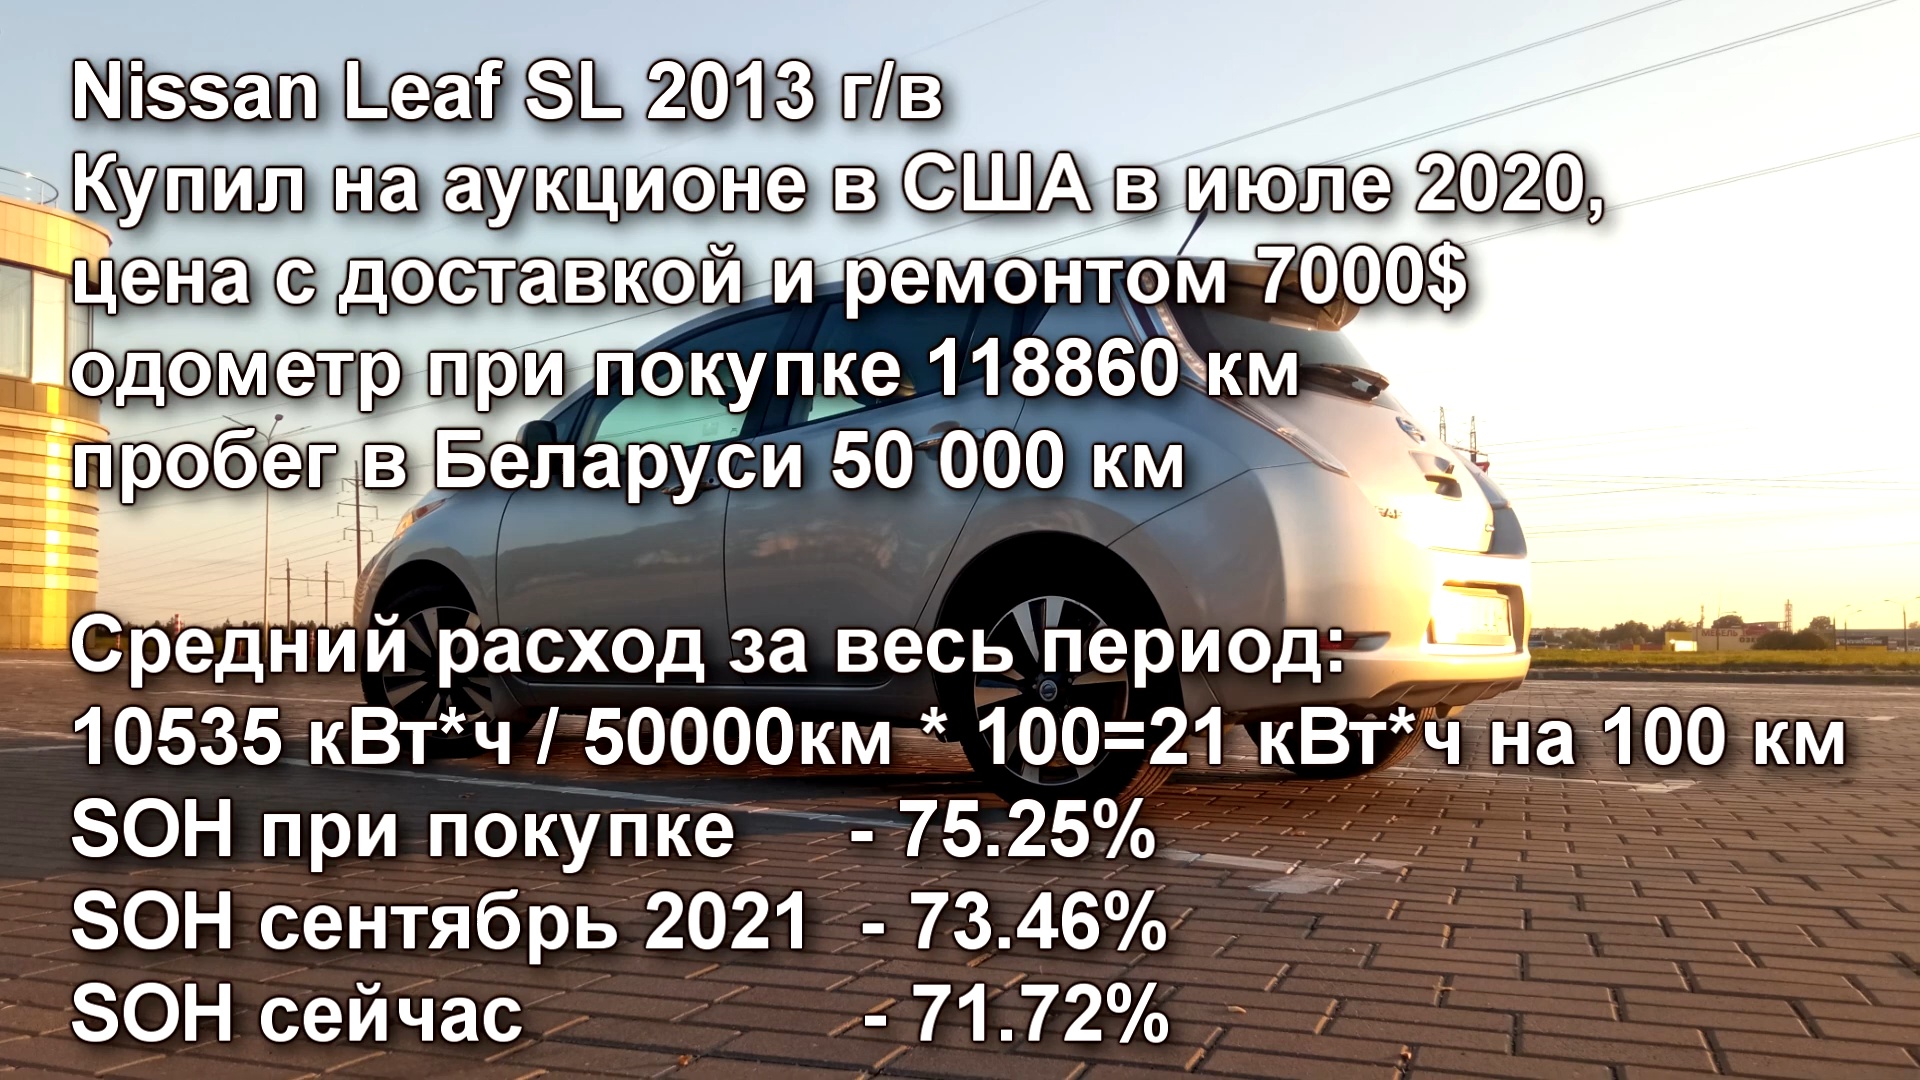 Nissan Leaf SL 2013 г/в
Купил на аукционе в США в июле 2020,
цена с доставкой и ремонтом 7000$
одометр при покупке 118860 км
пробег в Беларуси 50 000 км
Средний расход за весь период:
10535 кВт*ч / 50000км * 100=21 кВт*ч на 100 км
SOH при покупке - 75.25%
SOH сентябрь 2021 - 73.46%
SOH сейчас - 71.72%
МЕБЕЛЬ